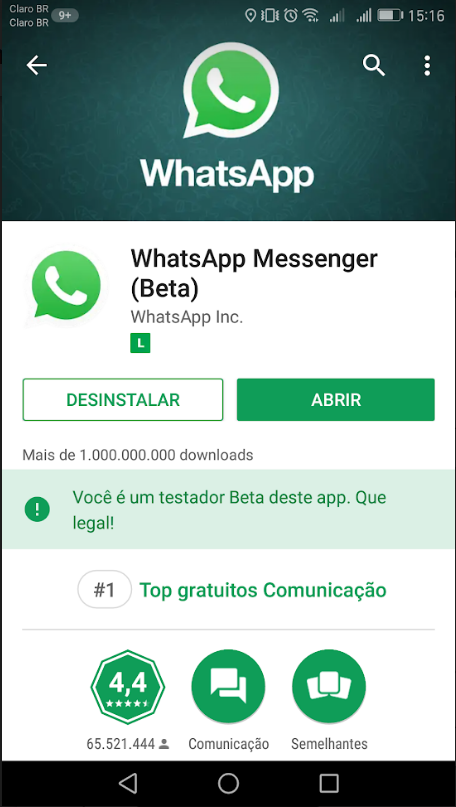 Claro BR
Claro BR
9+
15:16
WhatsApp
WhatsApp Messenger
(Beta)
WhatsApp Inc.
L
DESINSTALAR
ABRIR
Mais de 1.000.000.000 downloads
Você é um testador Beta deste app. Que
legal!
#1 Top gratuitos Comunicação
4,4
65.521.444 Comunicação Semelhantes